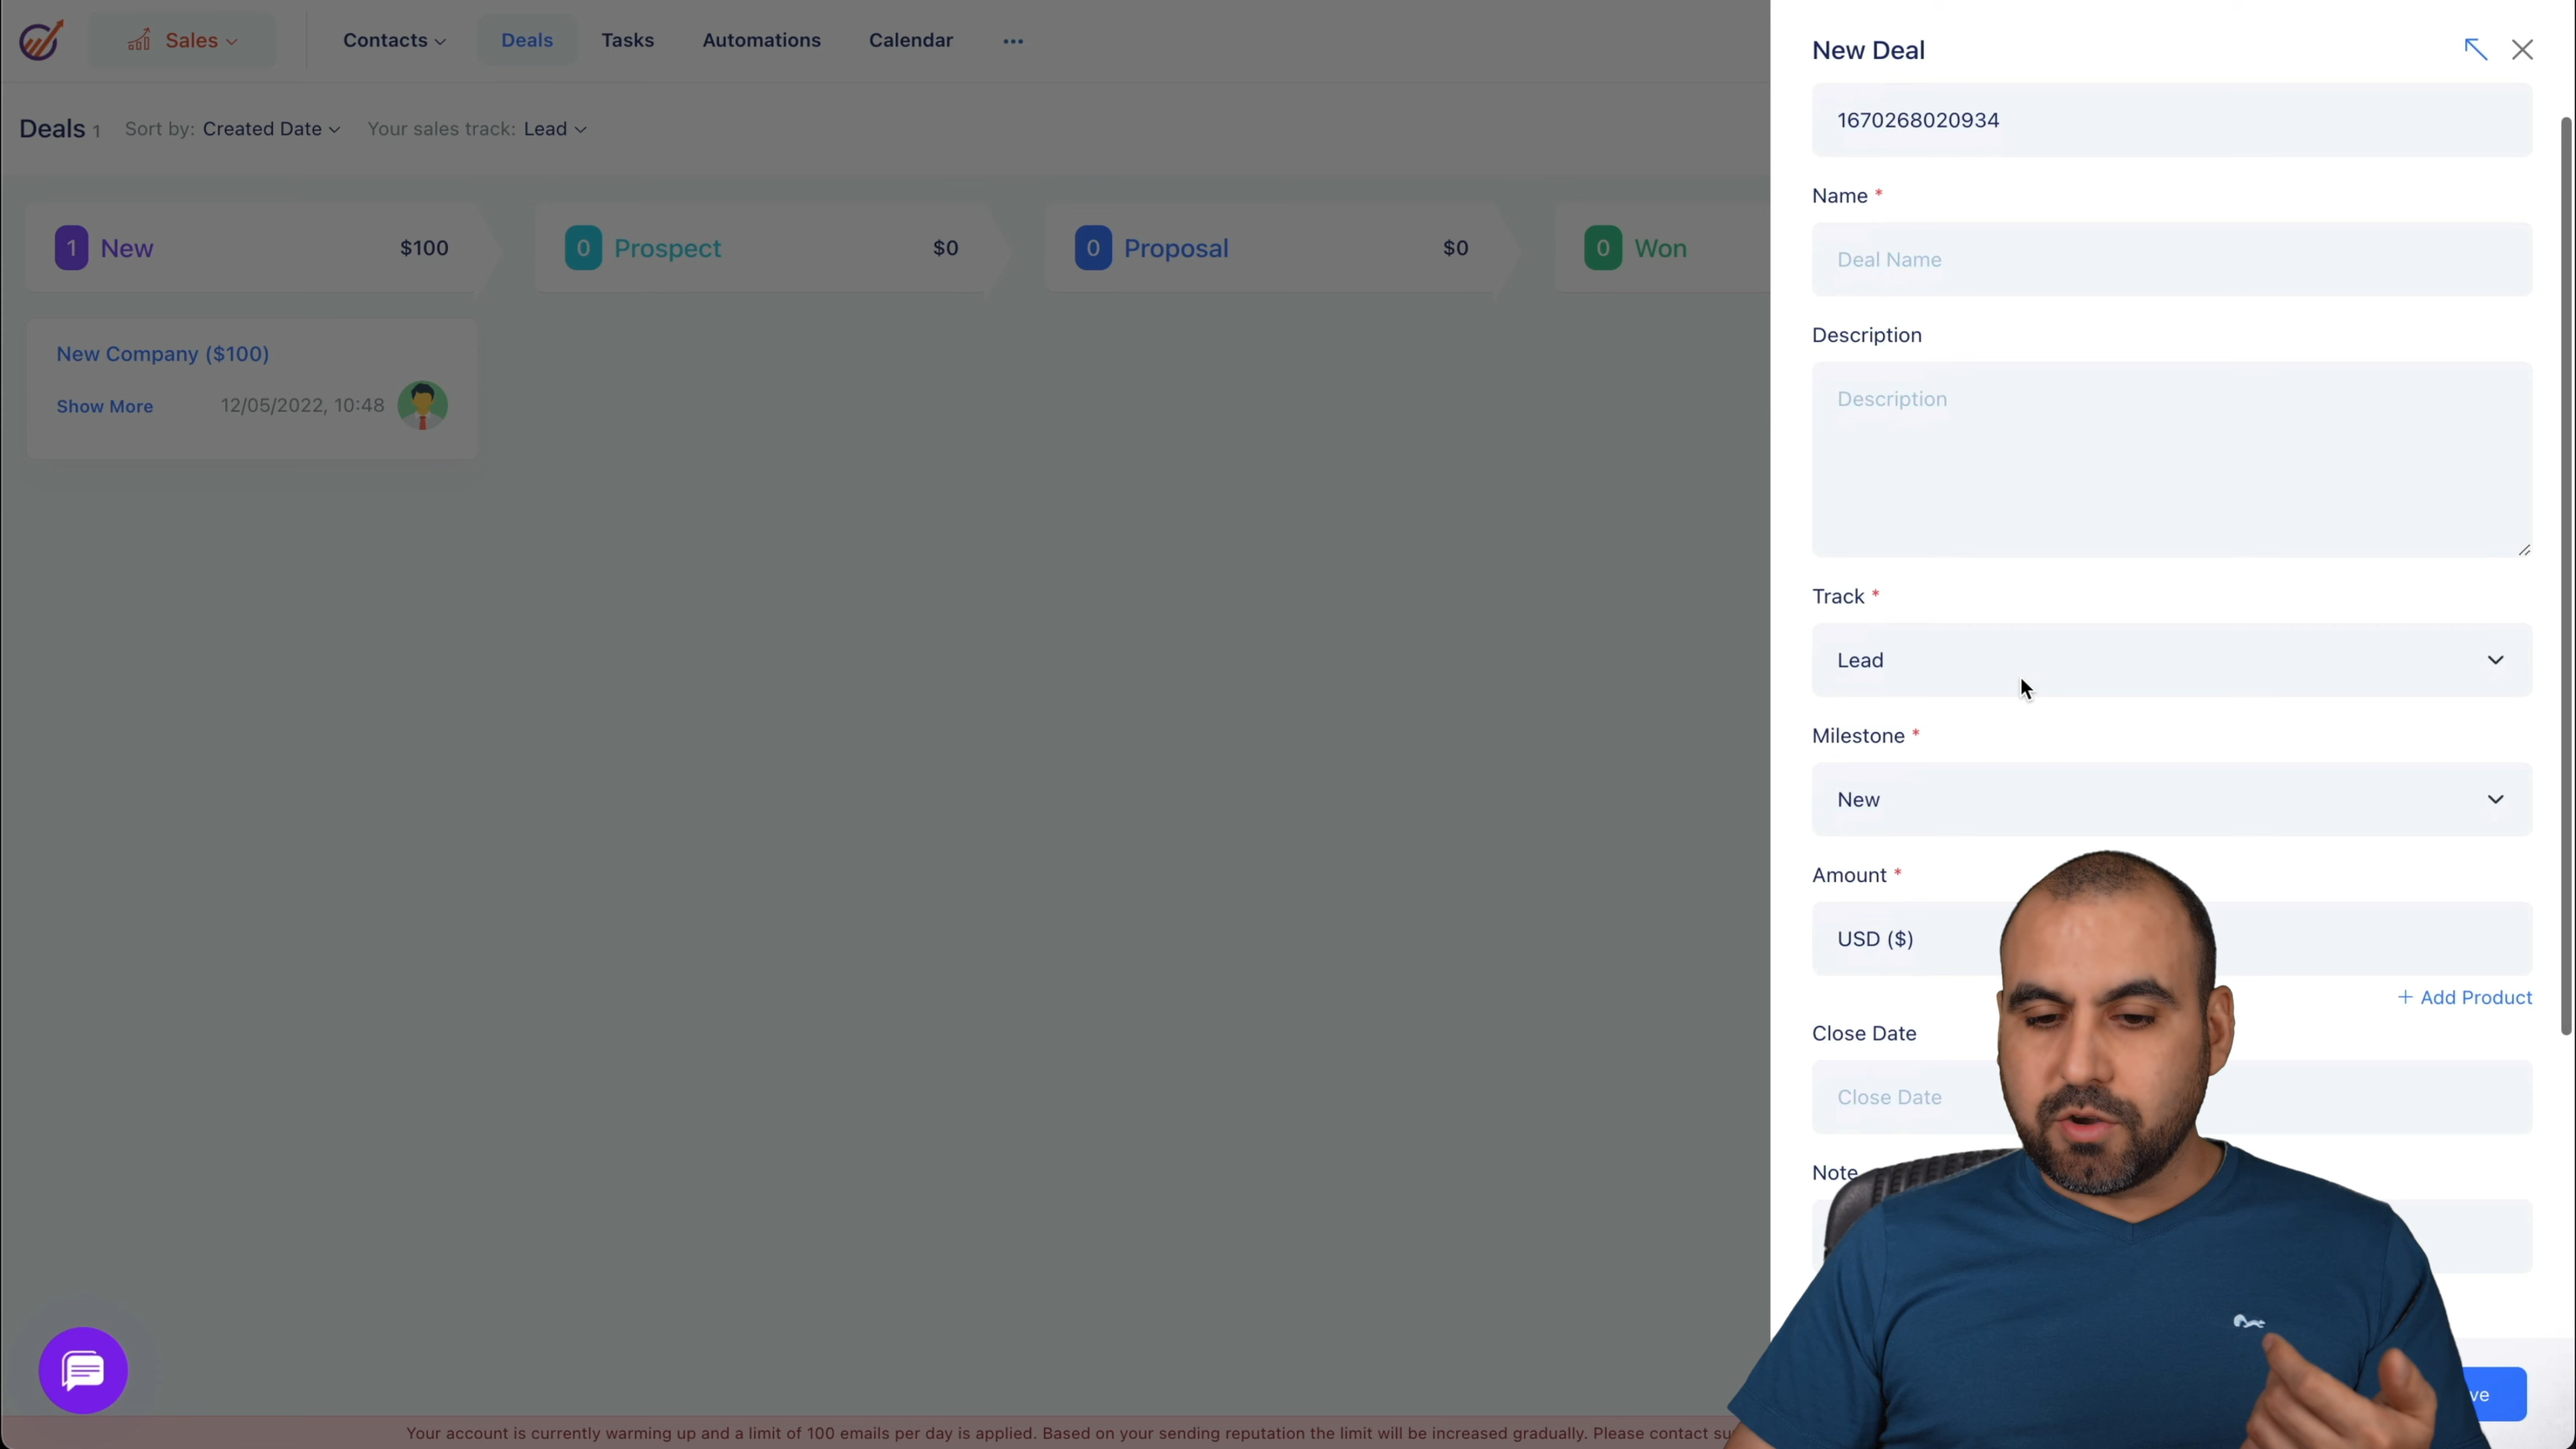 Sales
Contacts
Deals
Tasks
Automations
Calendar
Deals 1 Sort by: Created Date Your sales track: Lead
1 New $100
0 Prospect $0
0 Proposal $0
0 Won
New Company ($100)
Show More 12/05/2022, 10:48
New Deal
1670268020934
Name *
Deal Name
Description
Description
Track *
Lead
Milestone *
New
Amount *
USD ($)
+ Add Product
Close Date
Close Date
Note
Your account is currently warming up and a limit of 100 emails per day is applied. Based on your sending reputation the limit will be increased gradually. Please contact